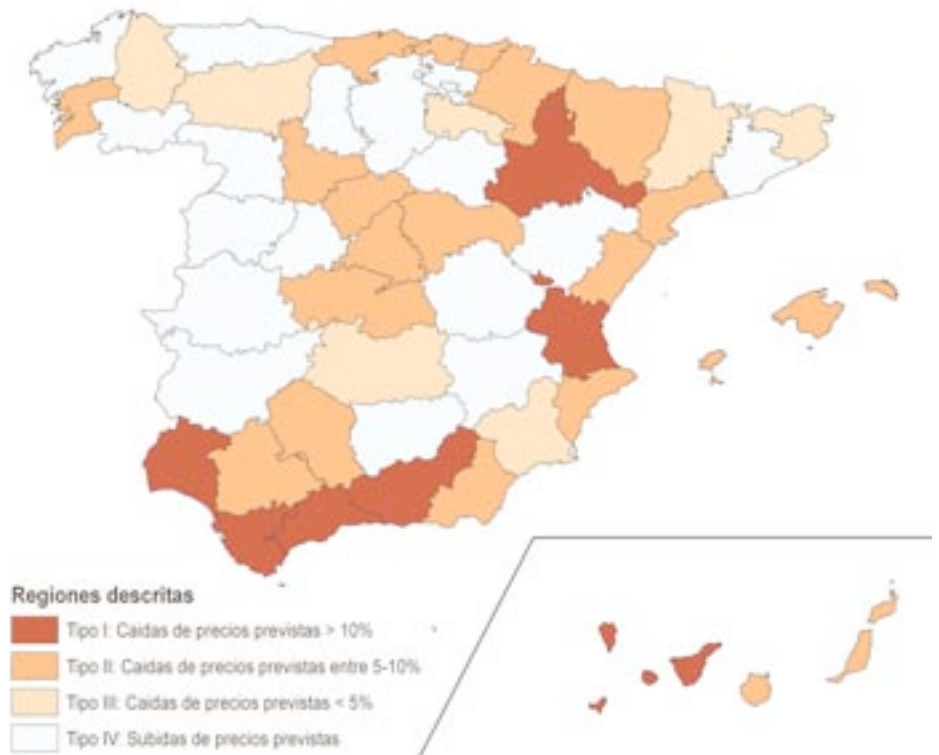 Regiones descritas
Tipo I: Caidas de precios previstas > 10%
Tipo II: Caidas de precios previstas entre 5-10%
Tipo III: Caidas de precios previstas < 5%
Tipo IV: Subidas de precios previstas